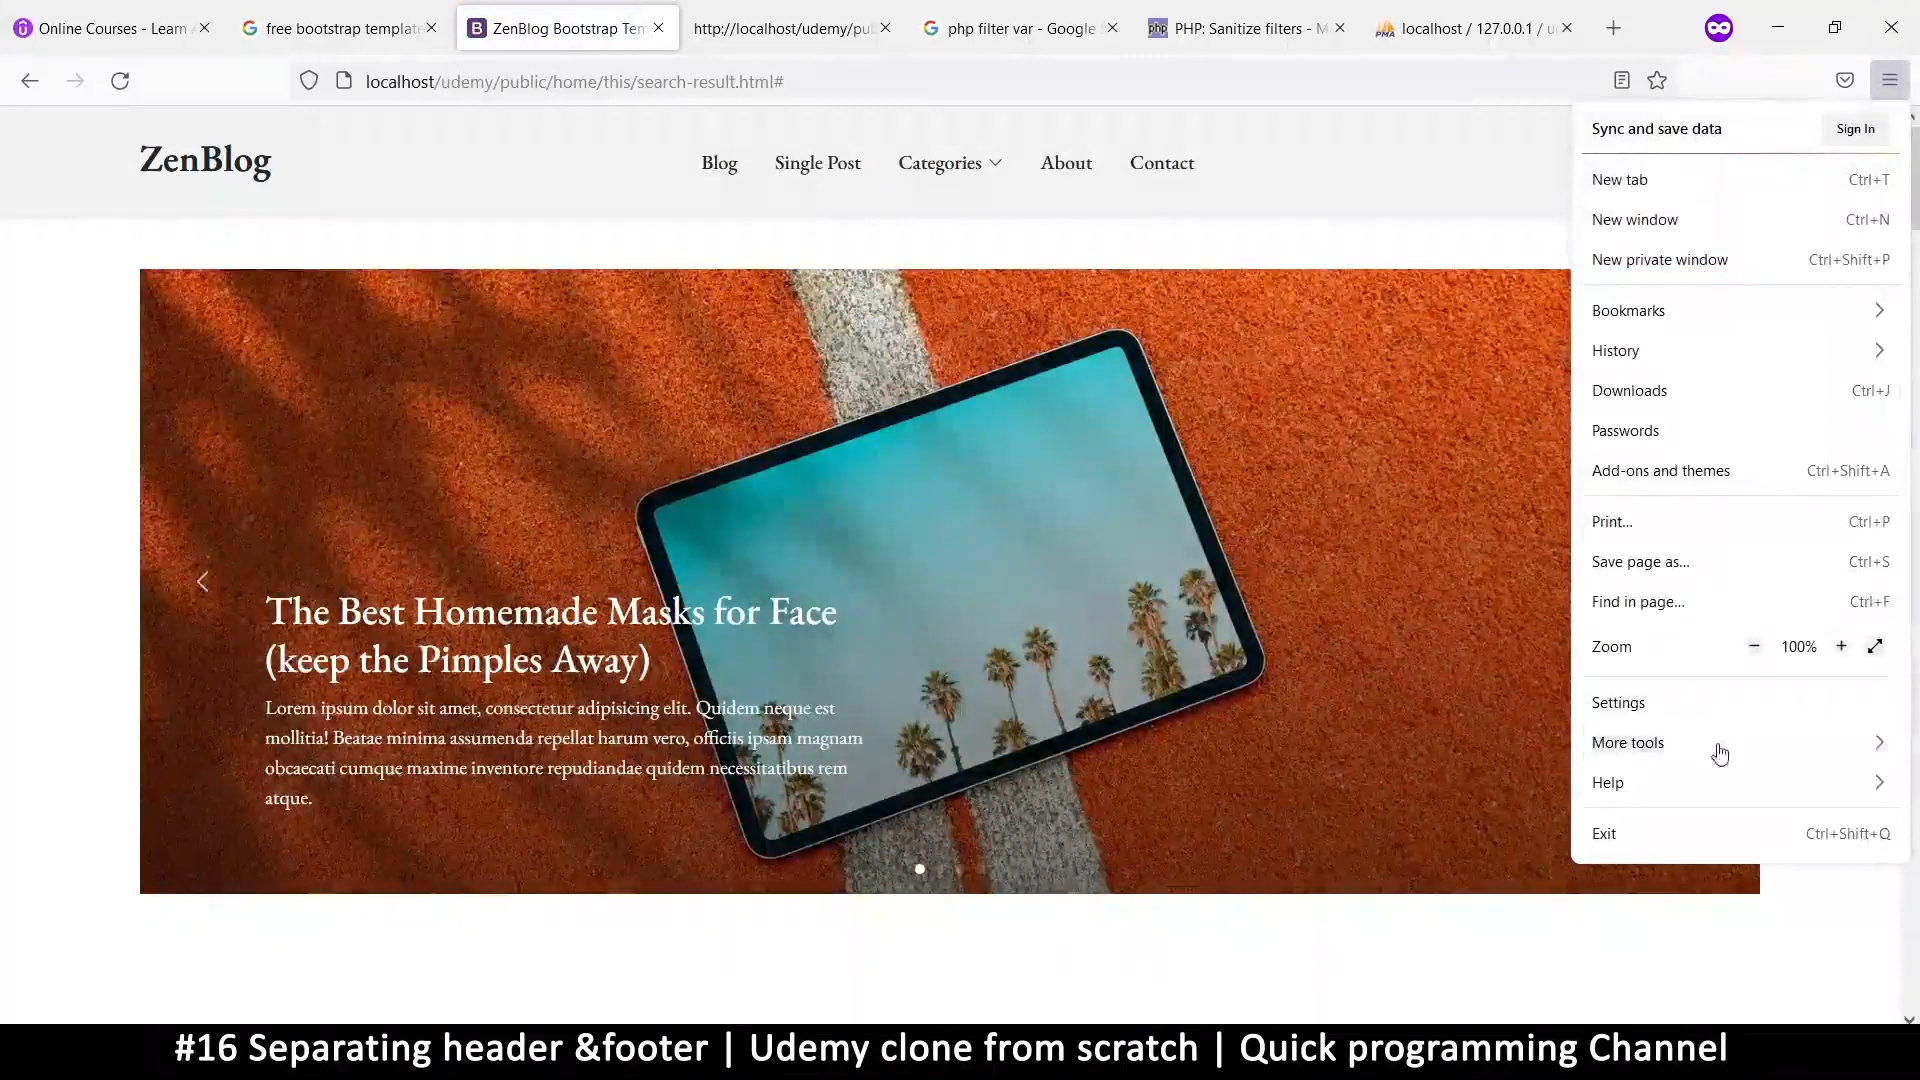 Online Courses - Learn
free bootstrap template
ZenBlog Bootstrap Tem
http://localhost/udemy/pu
php filter var - Google
PHP: Sanitize filters - M
localhost / 127.0.0.1 / u
localhost/udemy/public/home/this/search-result.html#
ZenBlog
Blog
Single Post
Categories
About
Contact
The Best Homemade Masks for Face
(keep the Pimples Away)
Lorem ipsum dolor sit amet, consectetur adipisicing elit. Quidem neque est
mollitia! Beatae minima assumenda repellat harum vero, officiis ipsam magnam
obcaecati cumque maxime inventore repudiandae quidem necessitatibus rem
atque.
Sync and save data Sign In
New tab Ctrl+T
New window Ctrl+N
New private window Ctrl+Shift+P
Bookmarks
History
Downloads Ctrl+J
Passwords
Add-ons and themes Ctrl+Shift+A
Print... Ctrl+P
Save page as... Ctrl+S
Find in page... Ctrl+F
Zoom − 100% +
Settings
More tools
Help
Exit Ctrl+Shift+Q
#16 Separating header &footer | Udemy clone from scratch | Quick programming Channel